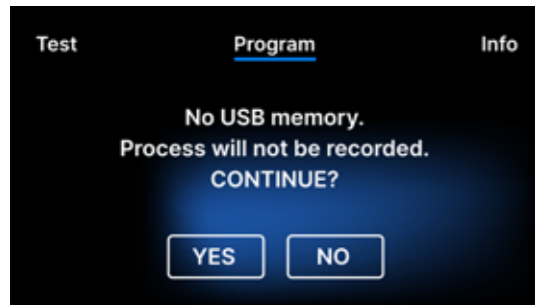 Test Program Info
No USB memory.
Process will not be recorded.
CONTINUE?
YES NO